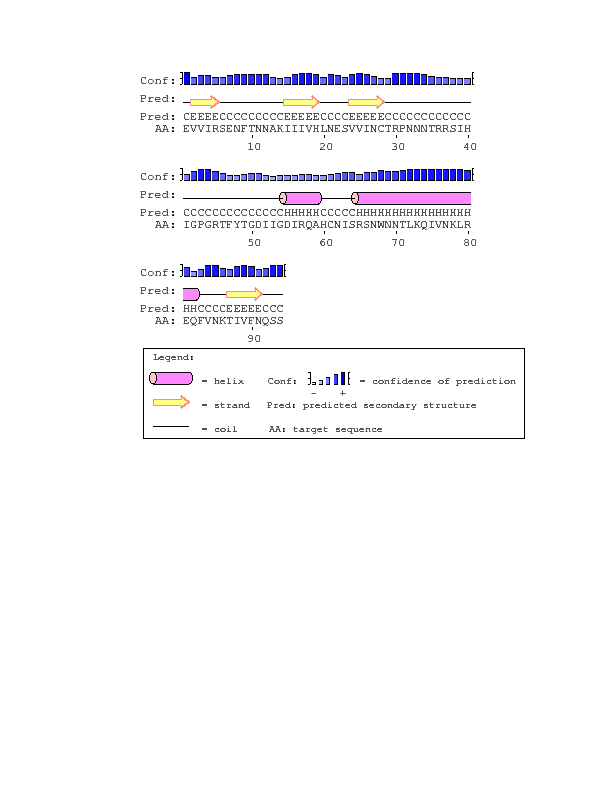 Conf:
Pred:
Pred: CEEEECCCCCCCCCEEEEECCCCEEEEECCCCCCCCCCCC
AA: EVVIRSENFTNNAKIIIVHLNESVVINCTRPNNNTRRSIH
10 20 30 40
Conf:
Pred:
Pred: CCCCCCCCCCCCCCHHHHHCCCCCHHHHHHHHHHHHHHHH
AA: IGPGRTFYTGDIIGDIRQAHCNISRSNWNNTLKQIVNKLR
50 60 70 80
Conf:
Pred:
Pred: HHCCCCEEEEECCC
AA: EQFVNKTIVFNQSS
90
Legend:
= helix Conf: = confidence of prediction
- +
= strand Pred: predicted secondary structure
= coil AA: target sequence